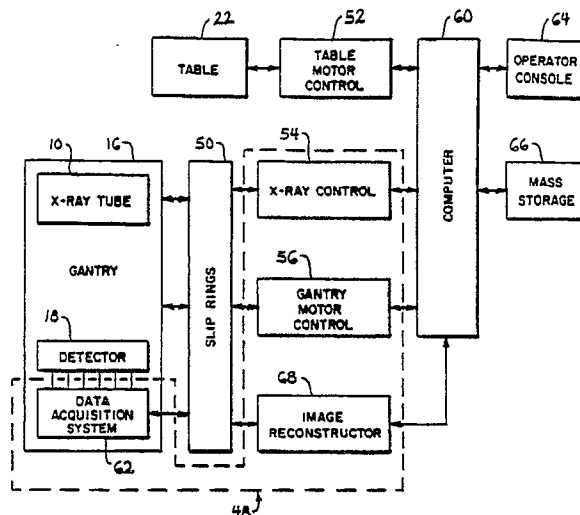 22
52
60
64
TABLE
TABLE
MOTOR
CONTROL
OPERATOR
CONSOLE
10
16
50
54
66
X-RAY TUBE
X-RAY CONTROL
COMPUTER
MASS
STORAGE
GANTRY
SLIP RINGS
56
GANTRY
MOTOR
CONTROL
18
DETECTOR
68
DATA
ACQUISITION
SYSTEM
IMAGE
RECONSTRUCTOR
62
48